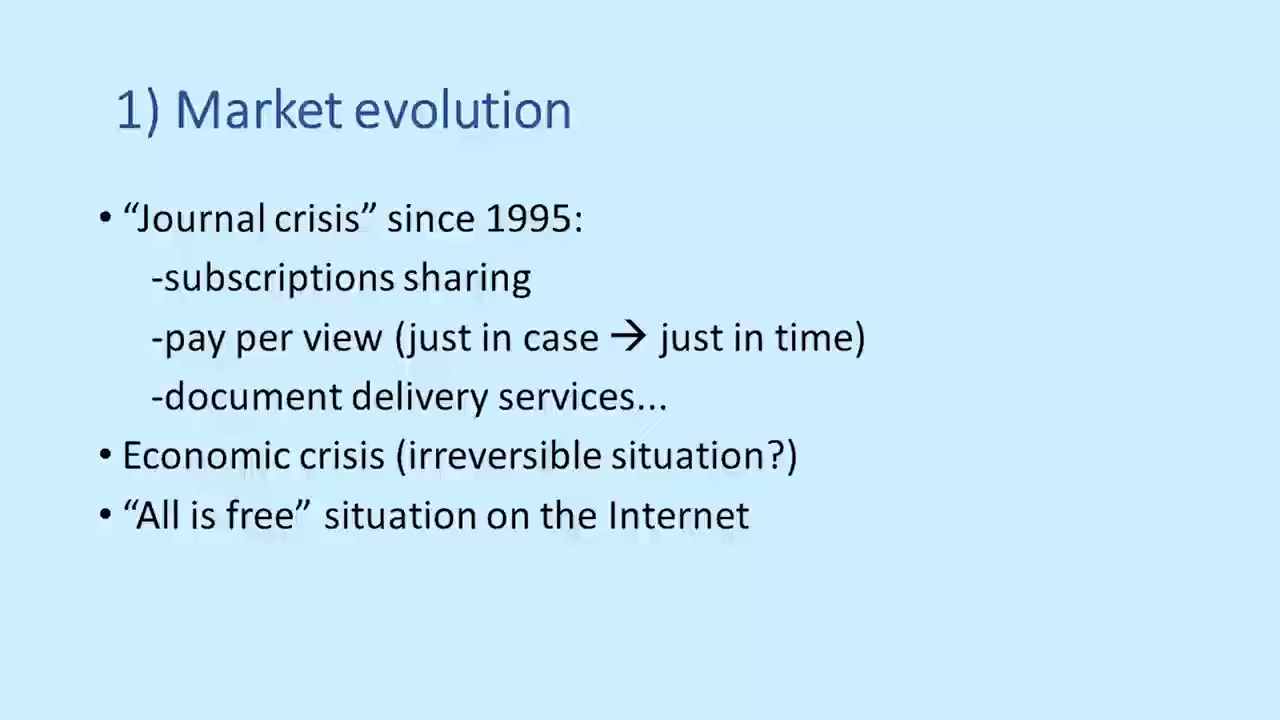 1) Market evolution
• “Journal crisis” since 1995:
-subscriptions sharing
-pay per view (just in case → just in time)
-document delivery services...
• Economic crisis (irreversible situation?)
• “All is free” situation on the Internet